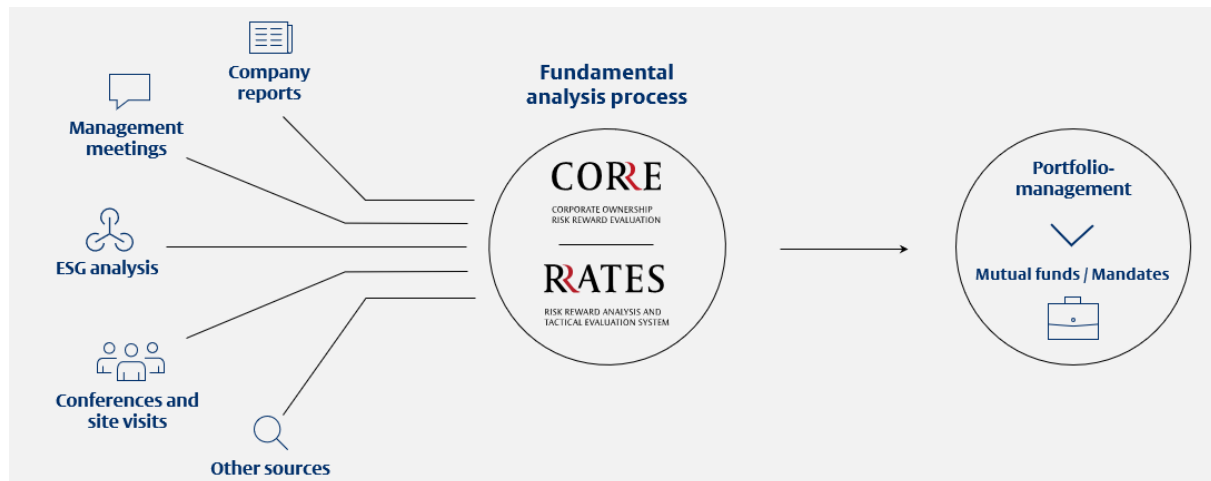 Company
reports
Management
meetings
ESG analysis
Conferences and
site visits
Other sources
Fundamental
analysis process
CORRE
CORPORATE OWNERSHIP
RISK REWARD EVALUATION
RRATES
RISK REWARD ANALYSIS AND
TACTICAL EVALUATION SYSTEM
Portfolio-
management
Mutual funds / Mandates